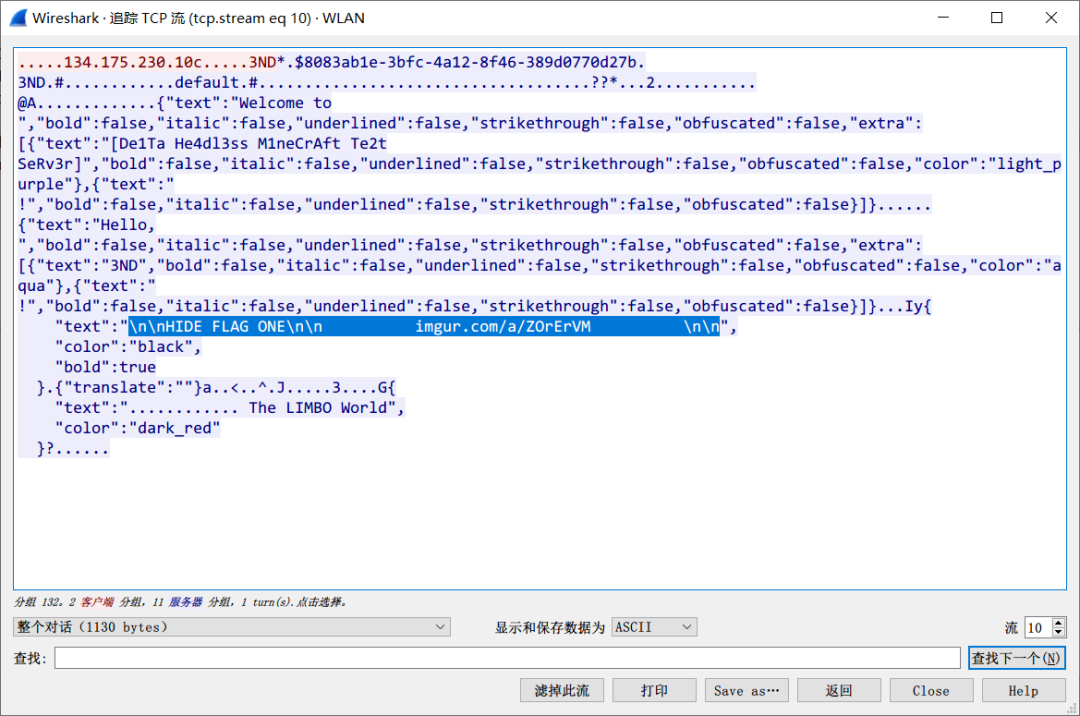 Wireshark · 追踪 TCP 流 (tcp.stream eq 10) · WLAN
.....134.175.230.10c.....3ND*.$8083ab1e-3bfc-4a12-8f46-389d0770d27b.
3ND.#............default.#....................................??*...2...........
@A.............{"text":"Welcome to
","bold":false,"italic":false,"underlined":false,"strikethrough":false,"obfuscated":false,"extra":
[{"text":"[De1Ta He4dl3ss M1neCrAft Te2t
SeRv3r]","bold":false,"italic":false,"underlined":false,"strikethrough":false,"obfuscated":false,"color":"light_p
urple"},{"text":"
!","bold":false,"italic":false,"underlined":false,"strikethrough":false,"obfuscated":false}]}......
{"text":"Hello,
","bold":false,"italic":false,"underlined":false,"strikethrough":false,"obfuscated":false,"extra":
[{"text":"3ND","bold":false,"italic":false,"underlined":false,"strikethrough":false,"obfuscated":false,"color":"a
qua"},{"text":"
!","bold":false,"italic":false,"underlined":false,"strikethrough":false,"obfuscated":false}]}...Iy{
"text":"\n\nHIDE FLAG ONE\n\n          imgur.com/a/ZOrErVM          \n\n",
"color":"black",
"bold":true
}.{"translate":""}a..<..^.J.....3....G{
"text":"............ The LIMBO World",
"color":"dark_red"
}?......
分组 132。2 客户端 分组, 11 服务器 分组, 1 turn(s).点击选择。
整个对话（1130 bytes） 显示和保存数据为 ASCII 流 10
查找: 查找下一个(N)
滤掉此流 打印 Save as… 返回 Close Help